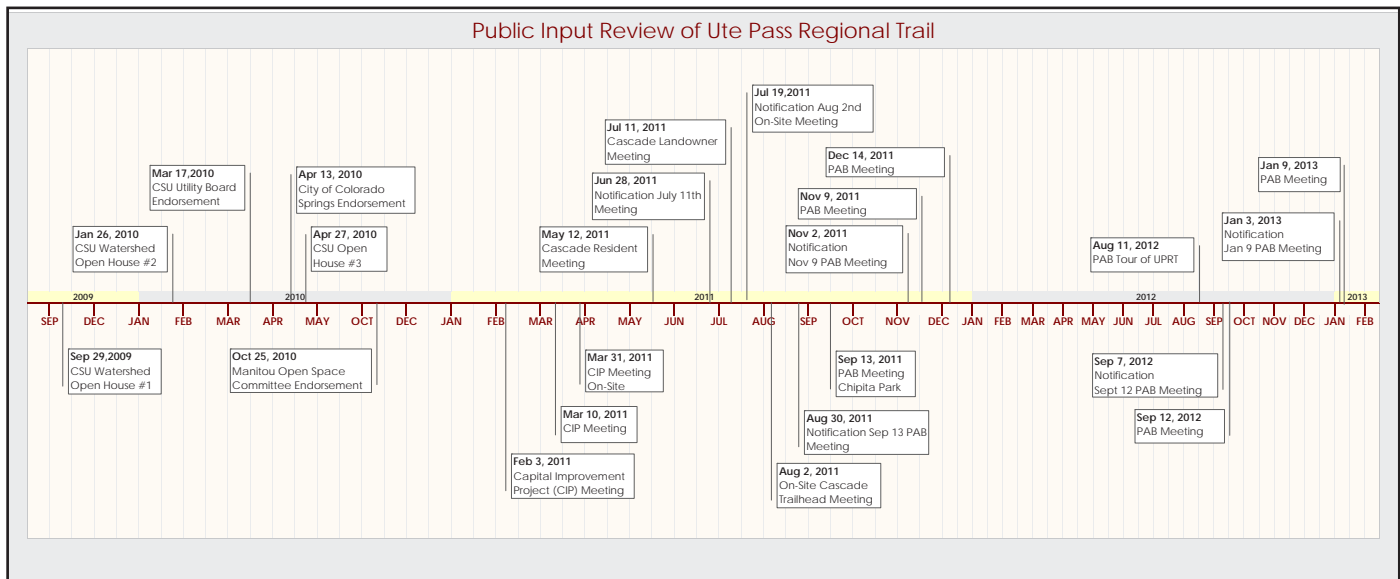 Public Input Review of Ute Pass Regional Trail
Jul 19,2011
Notification Aug 2nd
On-Site Meeting
Jul 11, 2011
Cascade Landowner
Meeting
Dec 14, 2011
PAB Meeting
Jan 9, 2013
PAB Meeting
Mar 17,2010
CSU Utility Board
Endorsement
Apr 13, 2010
City of Colorado
Springs Endorsement
Jun 28, 2011
Notification July 11th
Meeting
Nov 9, 2011
PAB Meeting
Jan 3, 2013
Notification
Jan 9 PAB Meeting
Jan 26, 2010
CSU Watershed
Open House #2
Apr 27, 2010
CSU Open
House #3
May 12, 2011
Cascade Resident
Meeting
Nov 2, 2011
Notification
Nov 9 PAB Meeting
Aug 11, 2012
PAB Tour of UPRT
2009 2010 2011 2012 2013
SEP DEC JAN FEB MAR APR MAY OCT DEC JAN FEB MAR APR MAY JUN JUL AUG SEP OCT NOV DEC JAN FEB MAR APR MAY JUN JUL AUG SEP OCT NOV DEC JAN FEB
Sep 29,2009
CSU Watershed
Open House #1
Oct 25, 2010
Manitou Open Space
Committee Endorsement
Mar 31, 2011
CIP Meeting
On-Site
Sep 13, 2011
PAB Meeting
Chipita Park
Sep 7, 2012
Notification
Sept 12 PAB Meeting
Mar 10, 2011
CIP Meeting
Aug 30, 2011
Notification Sep 13 PAB
Meeting
Sep 12, 2012
PAB Meeting
Feb 3, 2011
Capital Improvement
Project (CIP) Meeting
Aug 2, 2011
On-Site Cascade
Trailhead Meeting